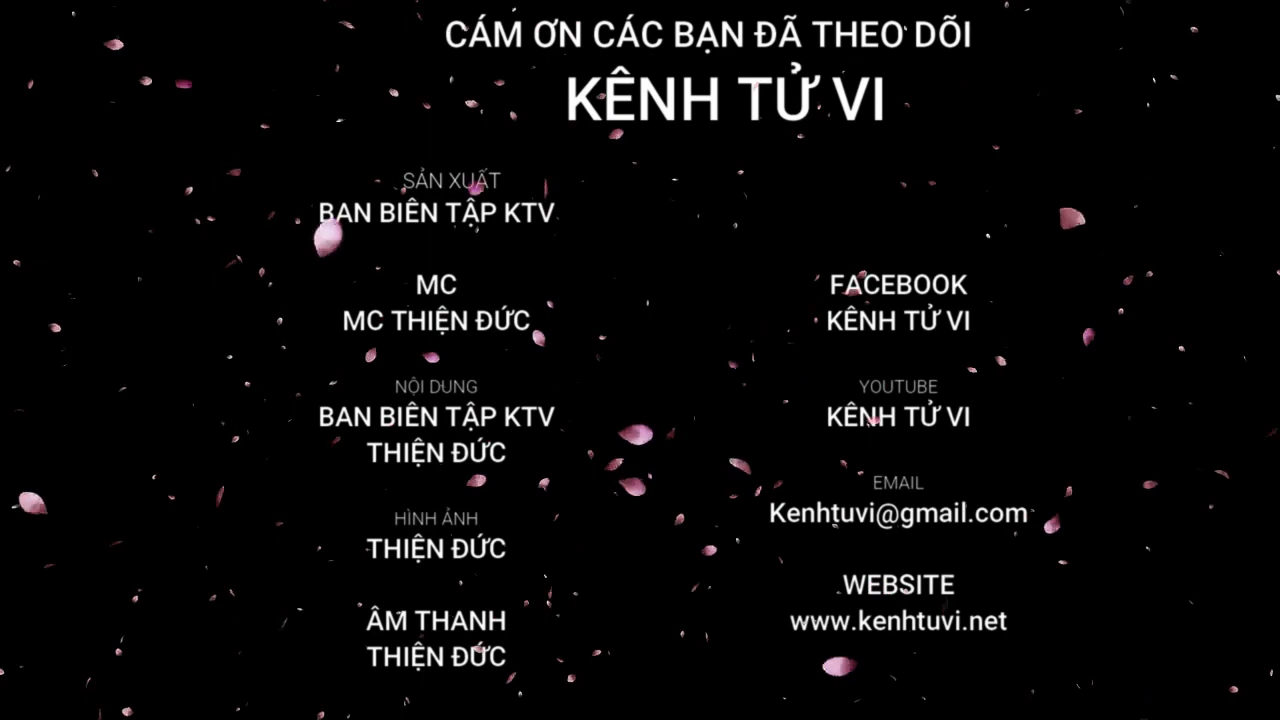 CÁM ƠN CÁC BẠN ĐÃ THEO DÕI
KÊNH TỬ VI
SẢN XUẤT
BAN BIÊN TẬP KTV
MC
MC THIỆN ĐỨC
NỘI DUNG
BAN BIÊN TẬP KTV
THIỆN ĐỨC
HÌNH ẢNH
THIỆN ĐỨC
ÂM THANH
THIỆN ĐỨC
FACEBOOK
KÊNH TỬ VI
YOUTUBE
KÊNH TỬ VI
EMAIL
Kenhtuvi@gmail.com
WEBSITE
www.kenhtuvi.net